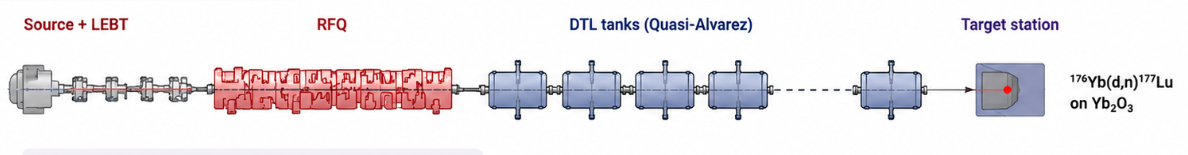 Source + LEBT
RFQ
DTL tanks (Quasi-Alvarez)
Target station
¹⁷⁶Yb(d,n)¹⁷⁷Lu
on Yb₂O₃